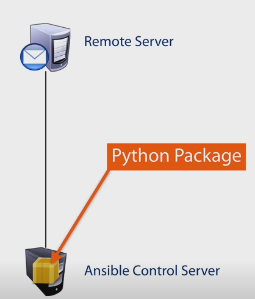 Remote Server
Python Package
Ansible Control Server